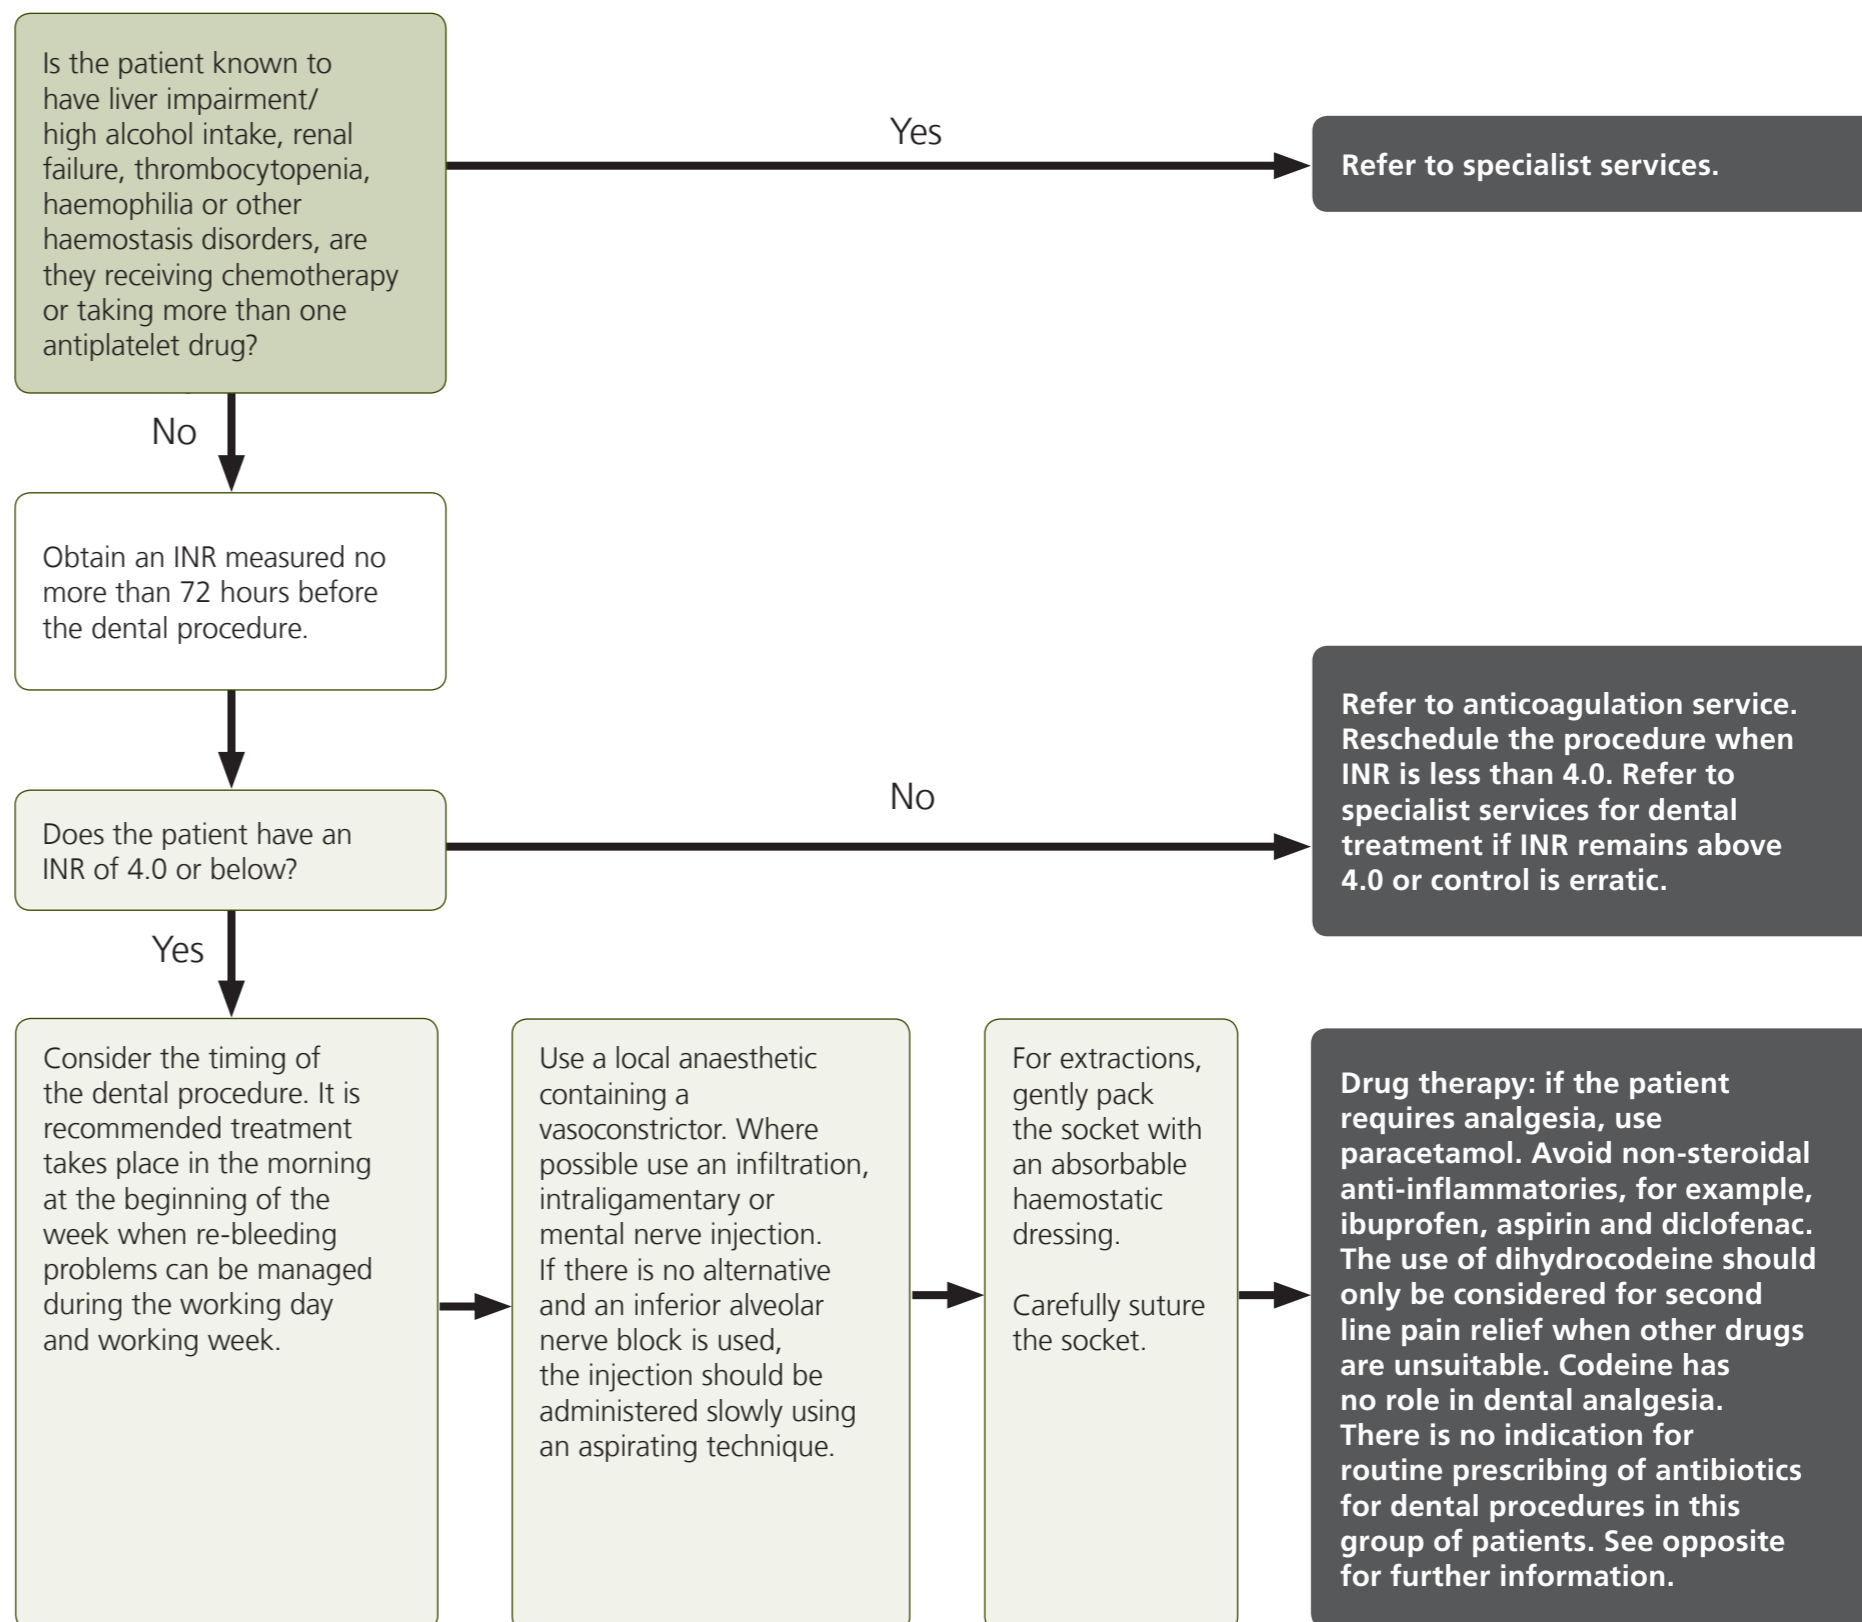 Is the patient known to
have liver impairment/
high alcohol intake, renal
failure, thrombocytopenia,
haemophilia or other
haemostasis disorders, are
they receiving chemotherapy
or taking more than one
antiplatelet drug?
Yes
Refer to specialist services.
No
Obtain an INR measured no
more than 72 hours before
the dental procedure.
Does the patient have an
INR of 4.0 or below?
No
Refer to anticoagulation service.
Reschedule the procedure when
INR is less than 4.0. Refer to
specialist services for dental
treatment if INR remains above
4.0 or control is erratic.
Yes
Consider the timing of
the dental procedure. It is
recommended treatment
takes place in the morning
at the beginning of the
week when re-bleeding
problems can be managed
during the working day
and working week.
Use a local anaesthetic
containing a
vasoconstrictor. Where
possible use an infiltration,
intraligamentary or
mental nerve injection.
If there is no alternative
and an inferior alveolar
nerve block is used,
the injection should be
administered slowly using
an aspirating technique.
For extractions,
gently pack
the socket with
an absorbable
haemostatic
dressing.
Carefully suture
the socket.
Drug therapy: if the patient
requires analgesia, use
paracetamol. Avoid non-steroidal
anti-inflammatories, for example,
ibuprofen, aspirin and diclofenac.
The use of dihydrocodeine should
only be considered for second
line pain relief when other drugs
are unsuitable. Codeine has
no role in dental analgesia.
There is no indication for
routine prescribing of antibiotics
for dental procedures in this
group of patients. See opposite
for further information.